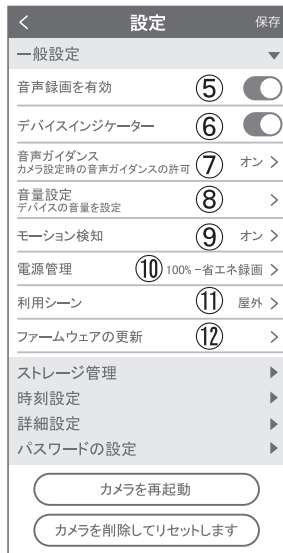 < 設定 保存
一般設定 ▼
音声録画を有効 ⑤
デバイスインジケーター ⑥
音声ガイダンス
カメラ設定時の音声ガイダンスの許可 ⑦ オン >
音量設定
デバイスの音量を設定 ⑧ >
モーション検知 ⑨ オン >
電源管理 ⑩ 100%-省エネ録画 >
利用シーン ⑪ 屋外 >
ファームウェアの更新 ⑫ >
ストレージ管理 ▶
時刻設定 ▶
詳細設定 ▶
パスワードの設定 ▶
カメラを再起動
カメラを削除してリセットします